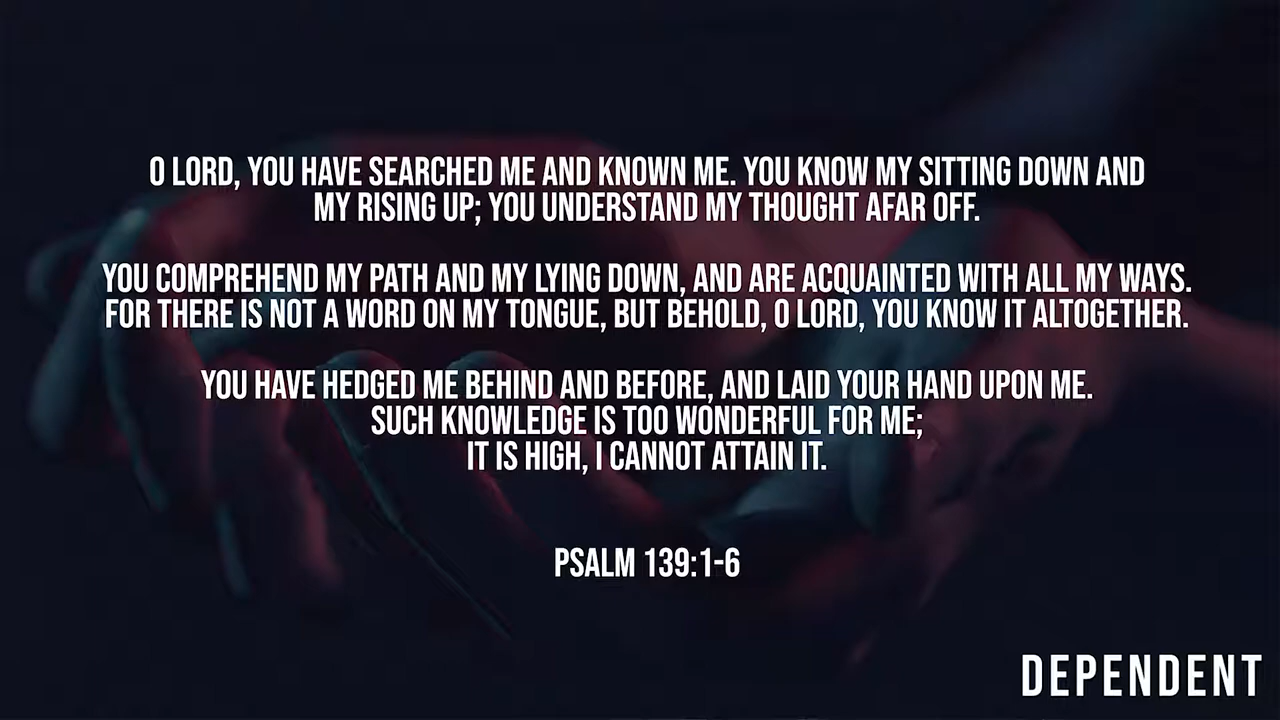 O LORD, YOU HAVE SEARCHED ME AND KNOWN ME. YOU KNOW MY SITTING DOWN AND
MY RISING UP; YOU UNDERSTAND MY THOUGHT AFAR OFF.
YOU COMPREHEND MY PATH AND MY LYING DOWN, AND ARE ACQUAINTED WITH ALL MY WAYS.
FOR THERE IS NOT A WORD ON MY TONGUE, BUT BEHOLD, O LORD, YOU KNOW IT ALTOGETHER.
YOU HAVE HEDGED ME BEHIND AND BEFORE, AND LAID YOUR HAND UPON ME.
SUCH KNOWLEDGE IS TOO WONDERFUL FOR ME;
IT IS HIGH, I CANNOT ATTAIN IT.
PSALM 139:1-6
DEPENDENT